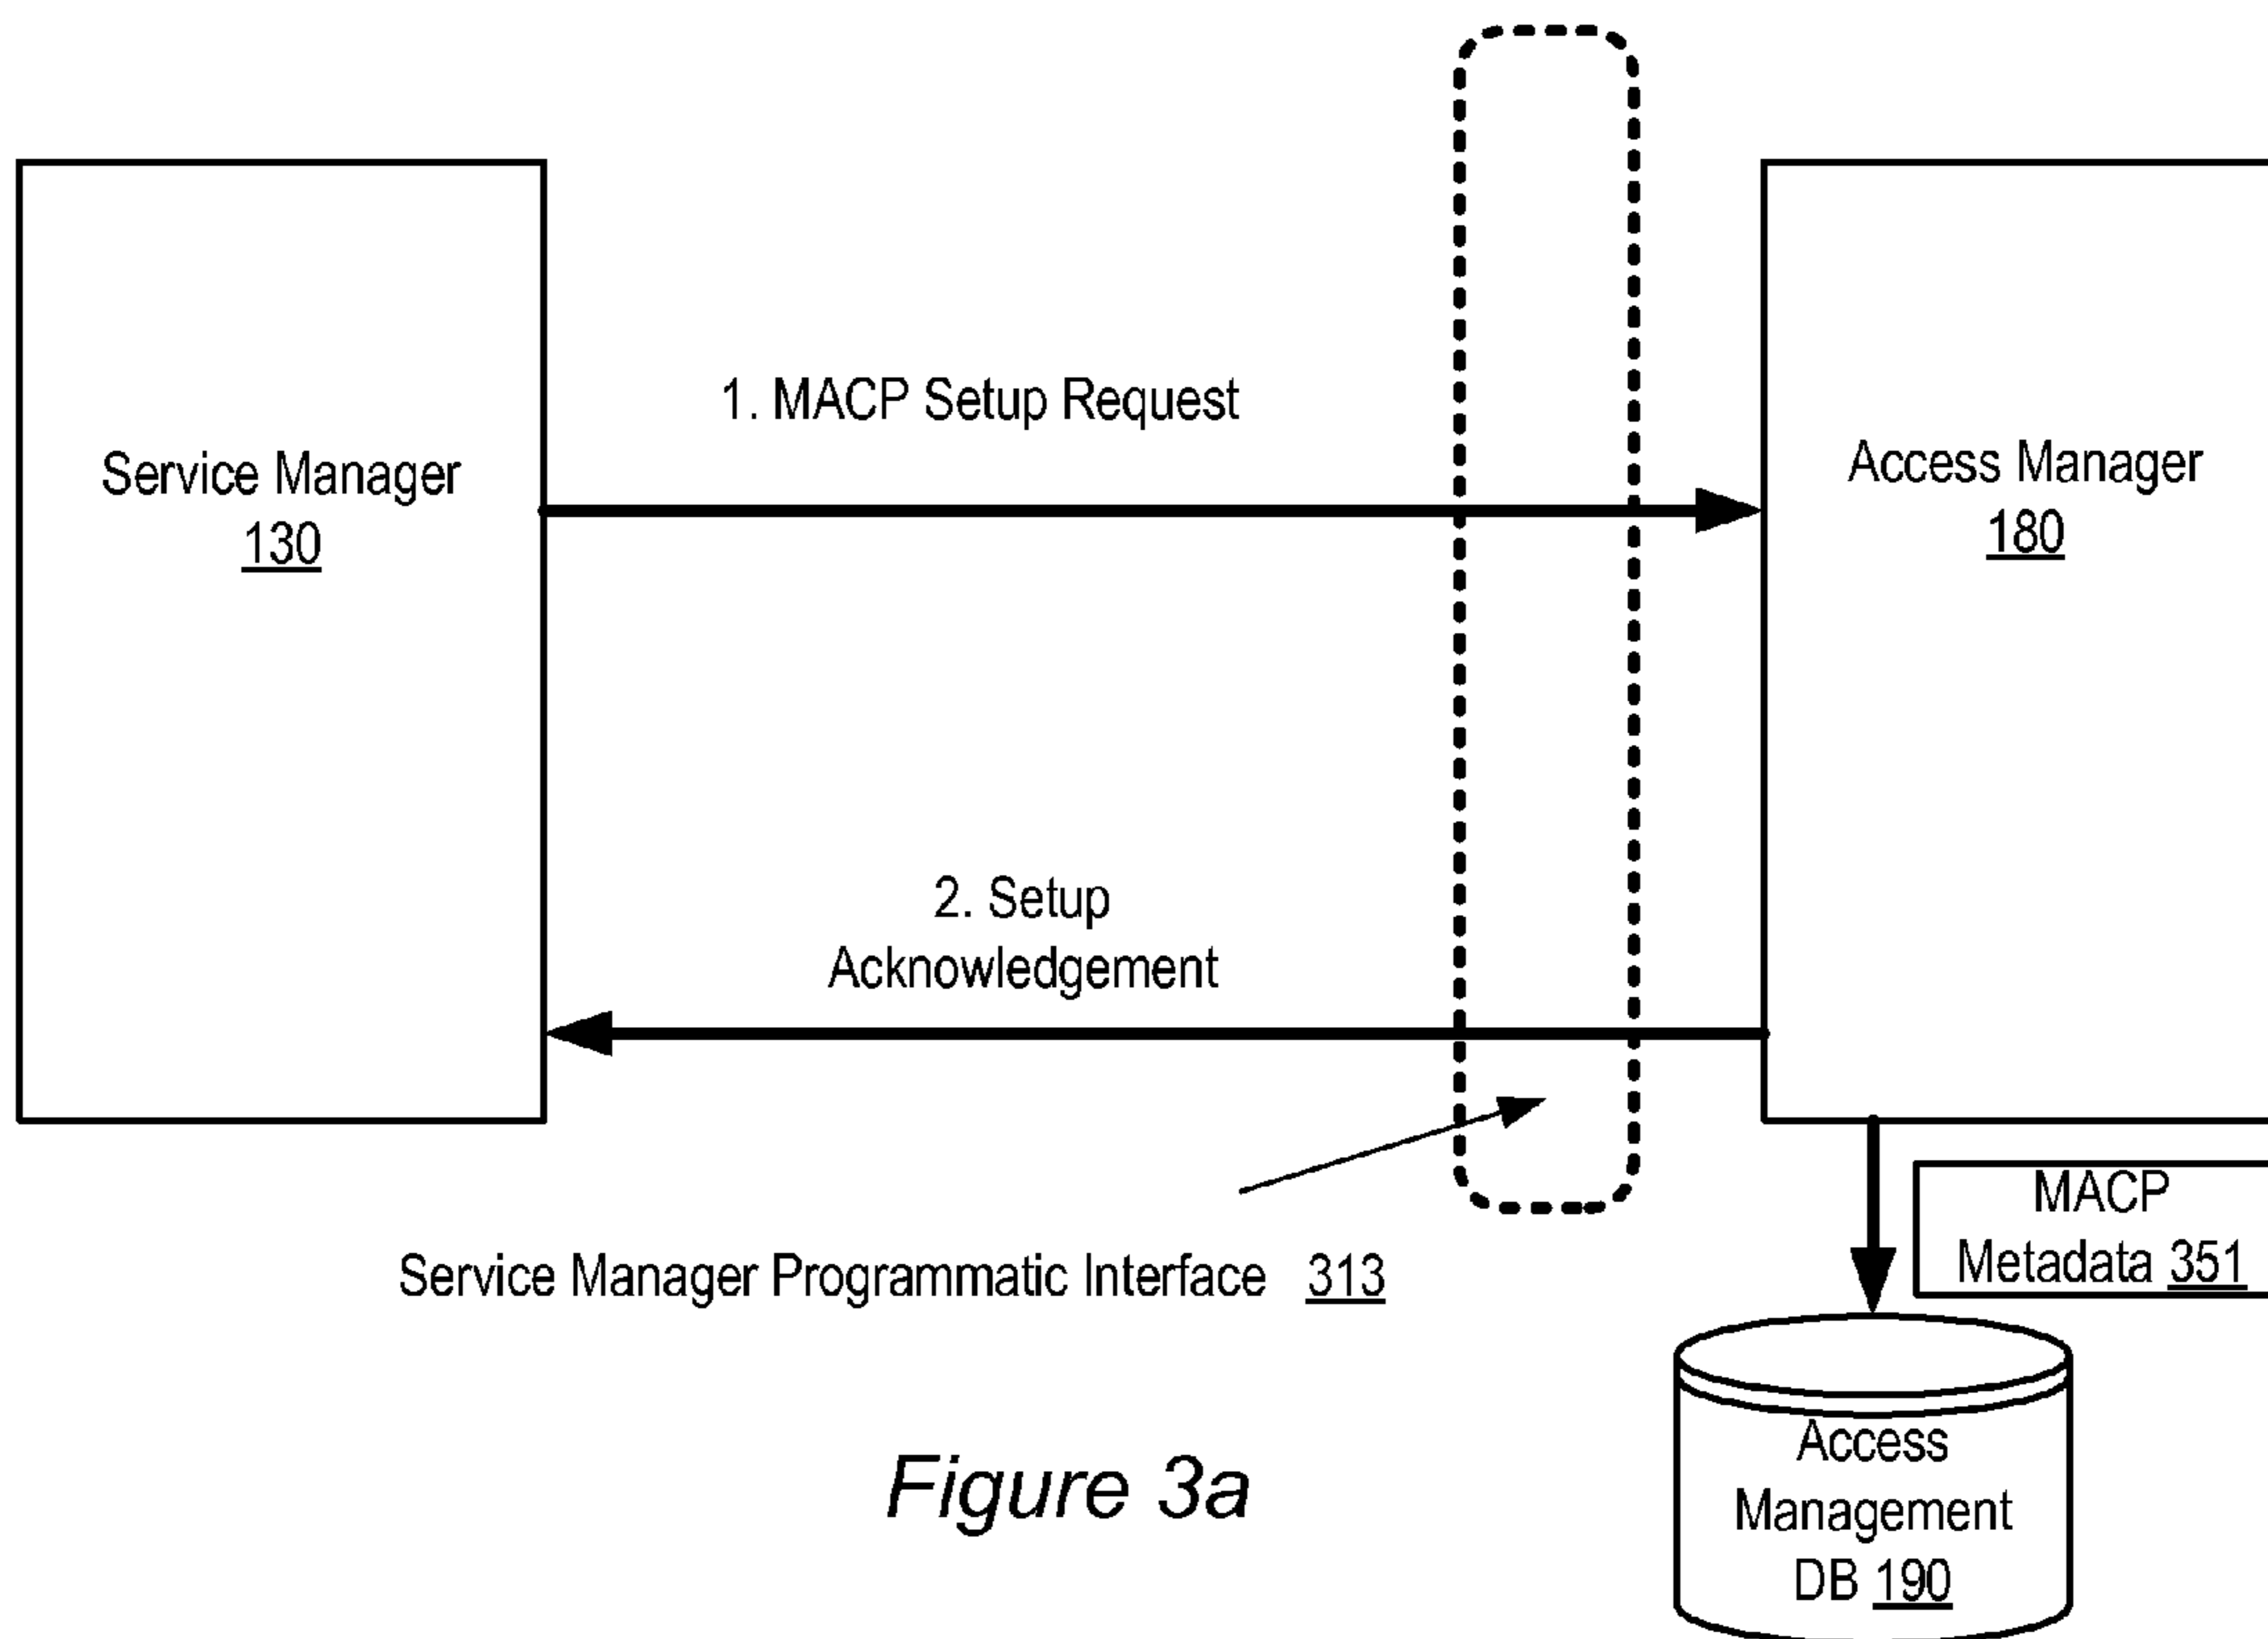 1. MACP Setup Request
Service Manager
130
Access Manager
180
2. Setup
Acknowledgement
MACP
Metadata 351
Service Manager Programmatic Interface 313
Access
Management
DB 190
Figure 3a